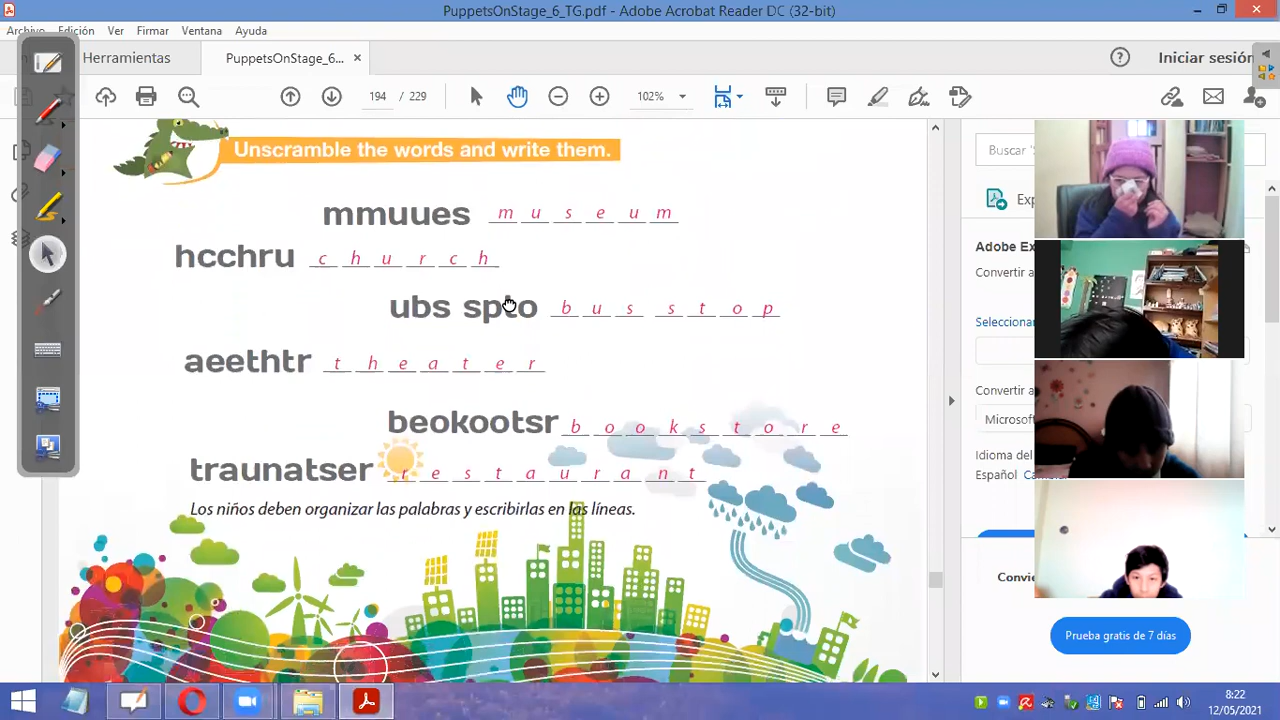 PuppetsOnStage_6_TG.pdf - Adobe Acrobat Reader DC (32-bit)
Archivo Edición Ver Firmar Ventana Ayuda
Herramientas PuppetsOnStage_6... × Iniciar sesión
194 / 229 102%
Unscramble the words and write them.
mmuues m u s e u m
hcchru c h u r c h
ubs spto b u s s t o p
aeethtr t h e a t e r
beokootsr b o o k s t o r e
traunatser r e s t a u r a n t
Los niños deben organizar las palabras y escribirlas en las líneas.
Buscar
Adobe
Convertir a
Seleccionar
Convertir a
Microsoft
Idioma del
Español
Prueba gratis de 7 días
8:22
12/05/2021